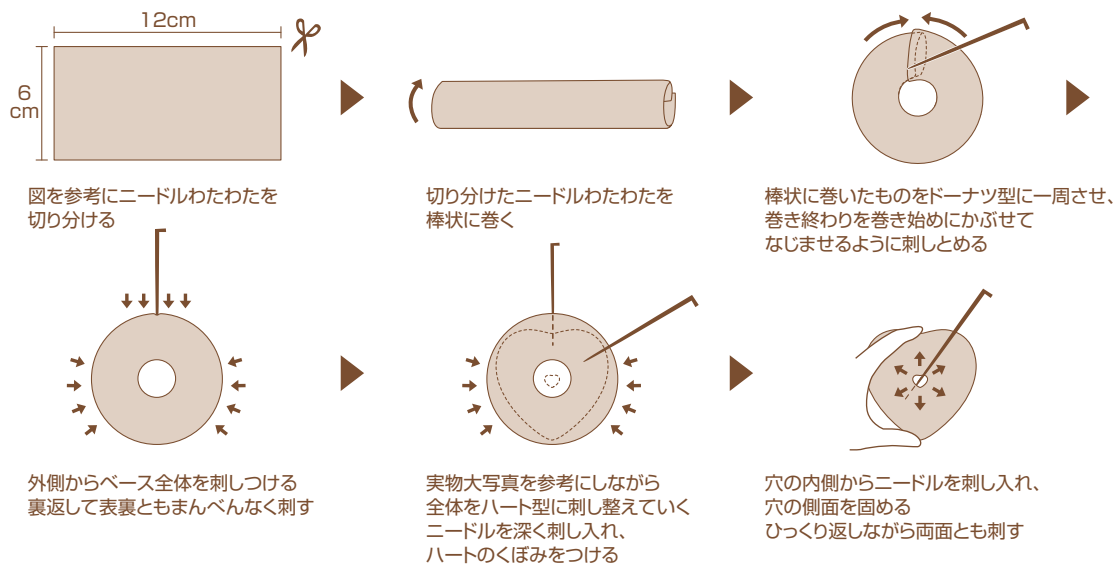 12cm
6
cm
図を参考にニードルわたわたを
切り分ける
切り分けたニードルわたわたを
棒状に巻く
棒状に巻いたものをドーナツ型に一周させ、
巻き終わりを巻き始めにかぶせて
なじませるように刺しとめる
外側からベース全体を刺しつける
裏返して表裏ともまんべんなく刺す
実物大写真を参考にしながら
全体をハート型に刺し整えていく
ニードルを深く刺し入れ、
ハートのくぼみをつける
穴の内側からニードルを刺し入れ、
穴の側面を固める
ひっくり返しながら両面とも刺す